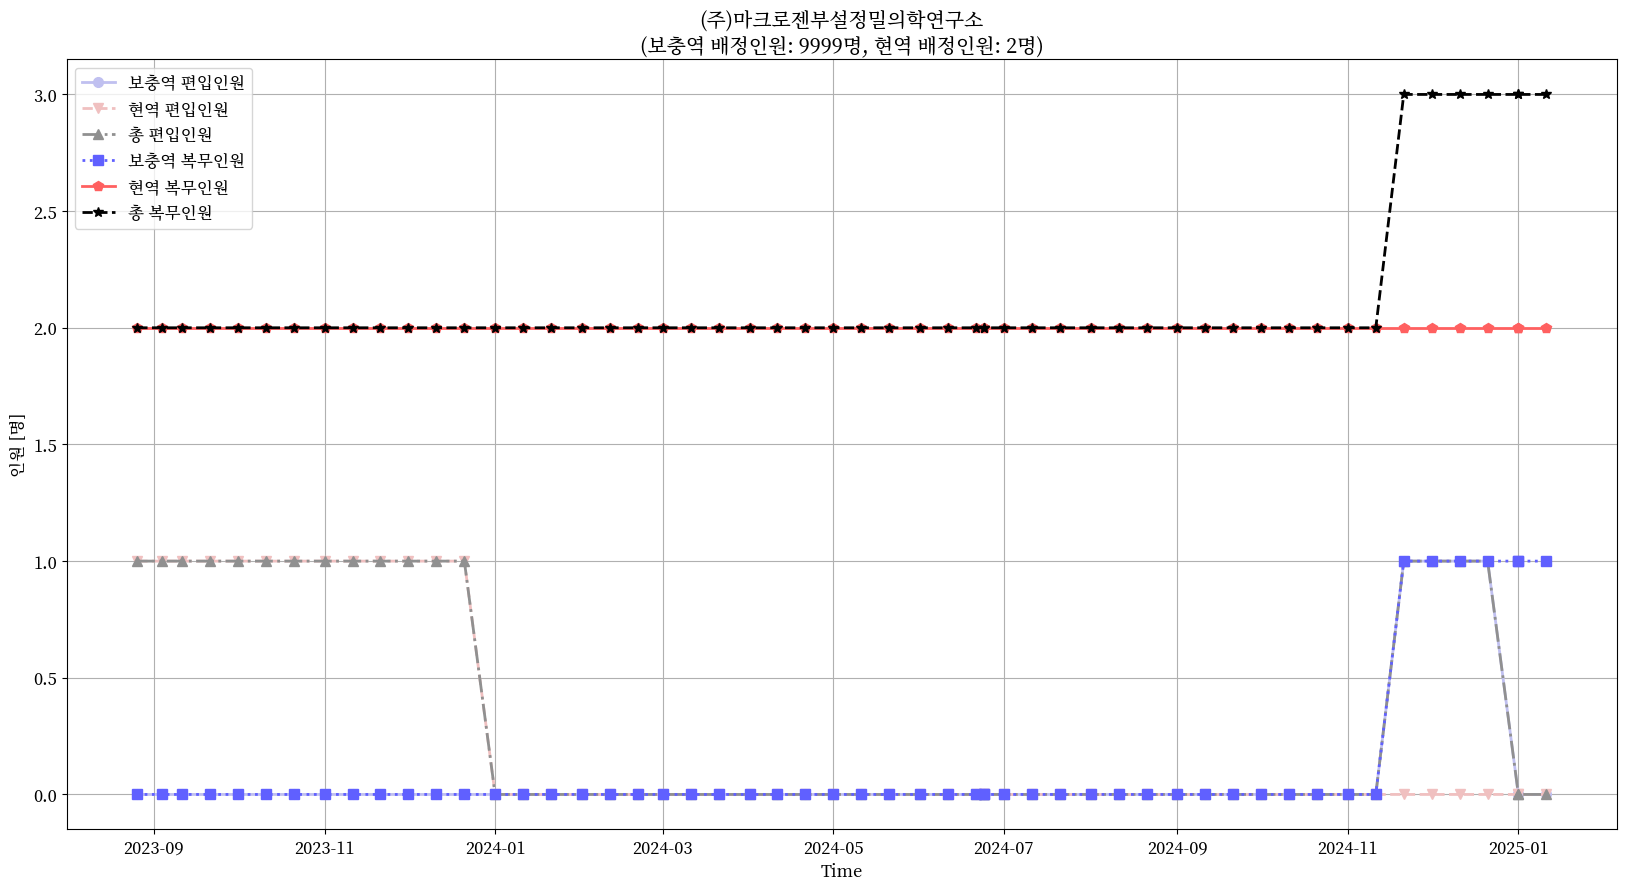 (주)마크로젠부설정밀의학연구소
(보충역 배정인원: 9999명, 현역 배정인원: 2명)
보충역 편입인원
현역 편입인원
총 편입인원
보충역 복무인원
현역 복무인원
총 복무인원
3.0
2.5
2.0
1.5
1.0
0.5
0.0
인원 [명]
2023-09
2023-11
2024-01
2024-03
2024-05
2024-07
2024-09
2024-11
2025-01
Time